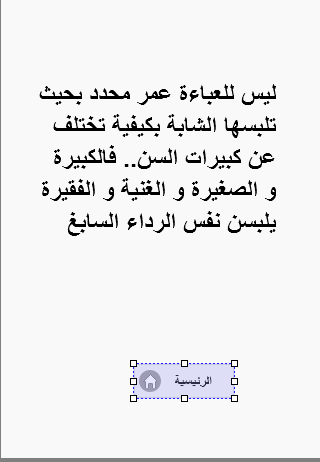 ليس للعباءة عمر محدد بحيث
تلبسها الشابة بكيفية تختلف
عن كبيرات السن.. فالكبيرة
و الصغيرة و الغنية و الفقيرة
يلبسن نفس الرداء السابغ
الرئيسية